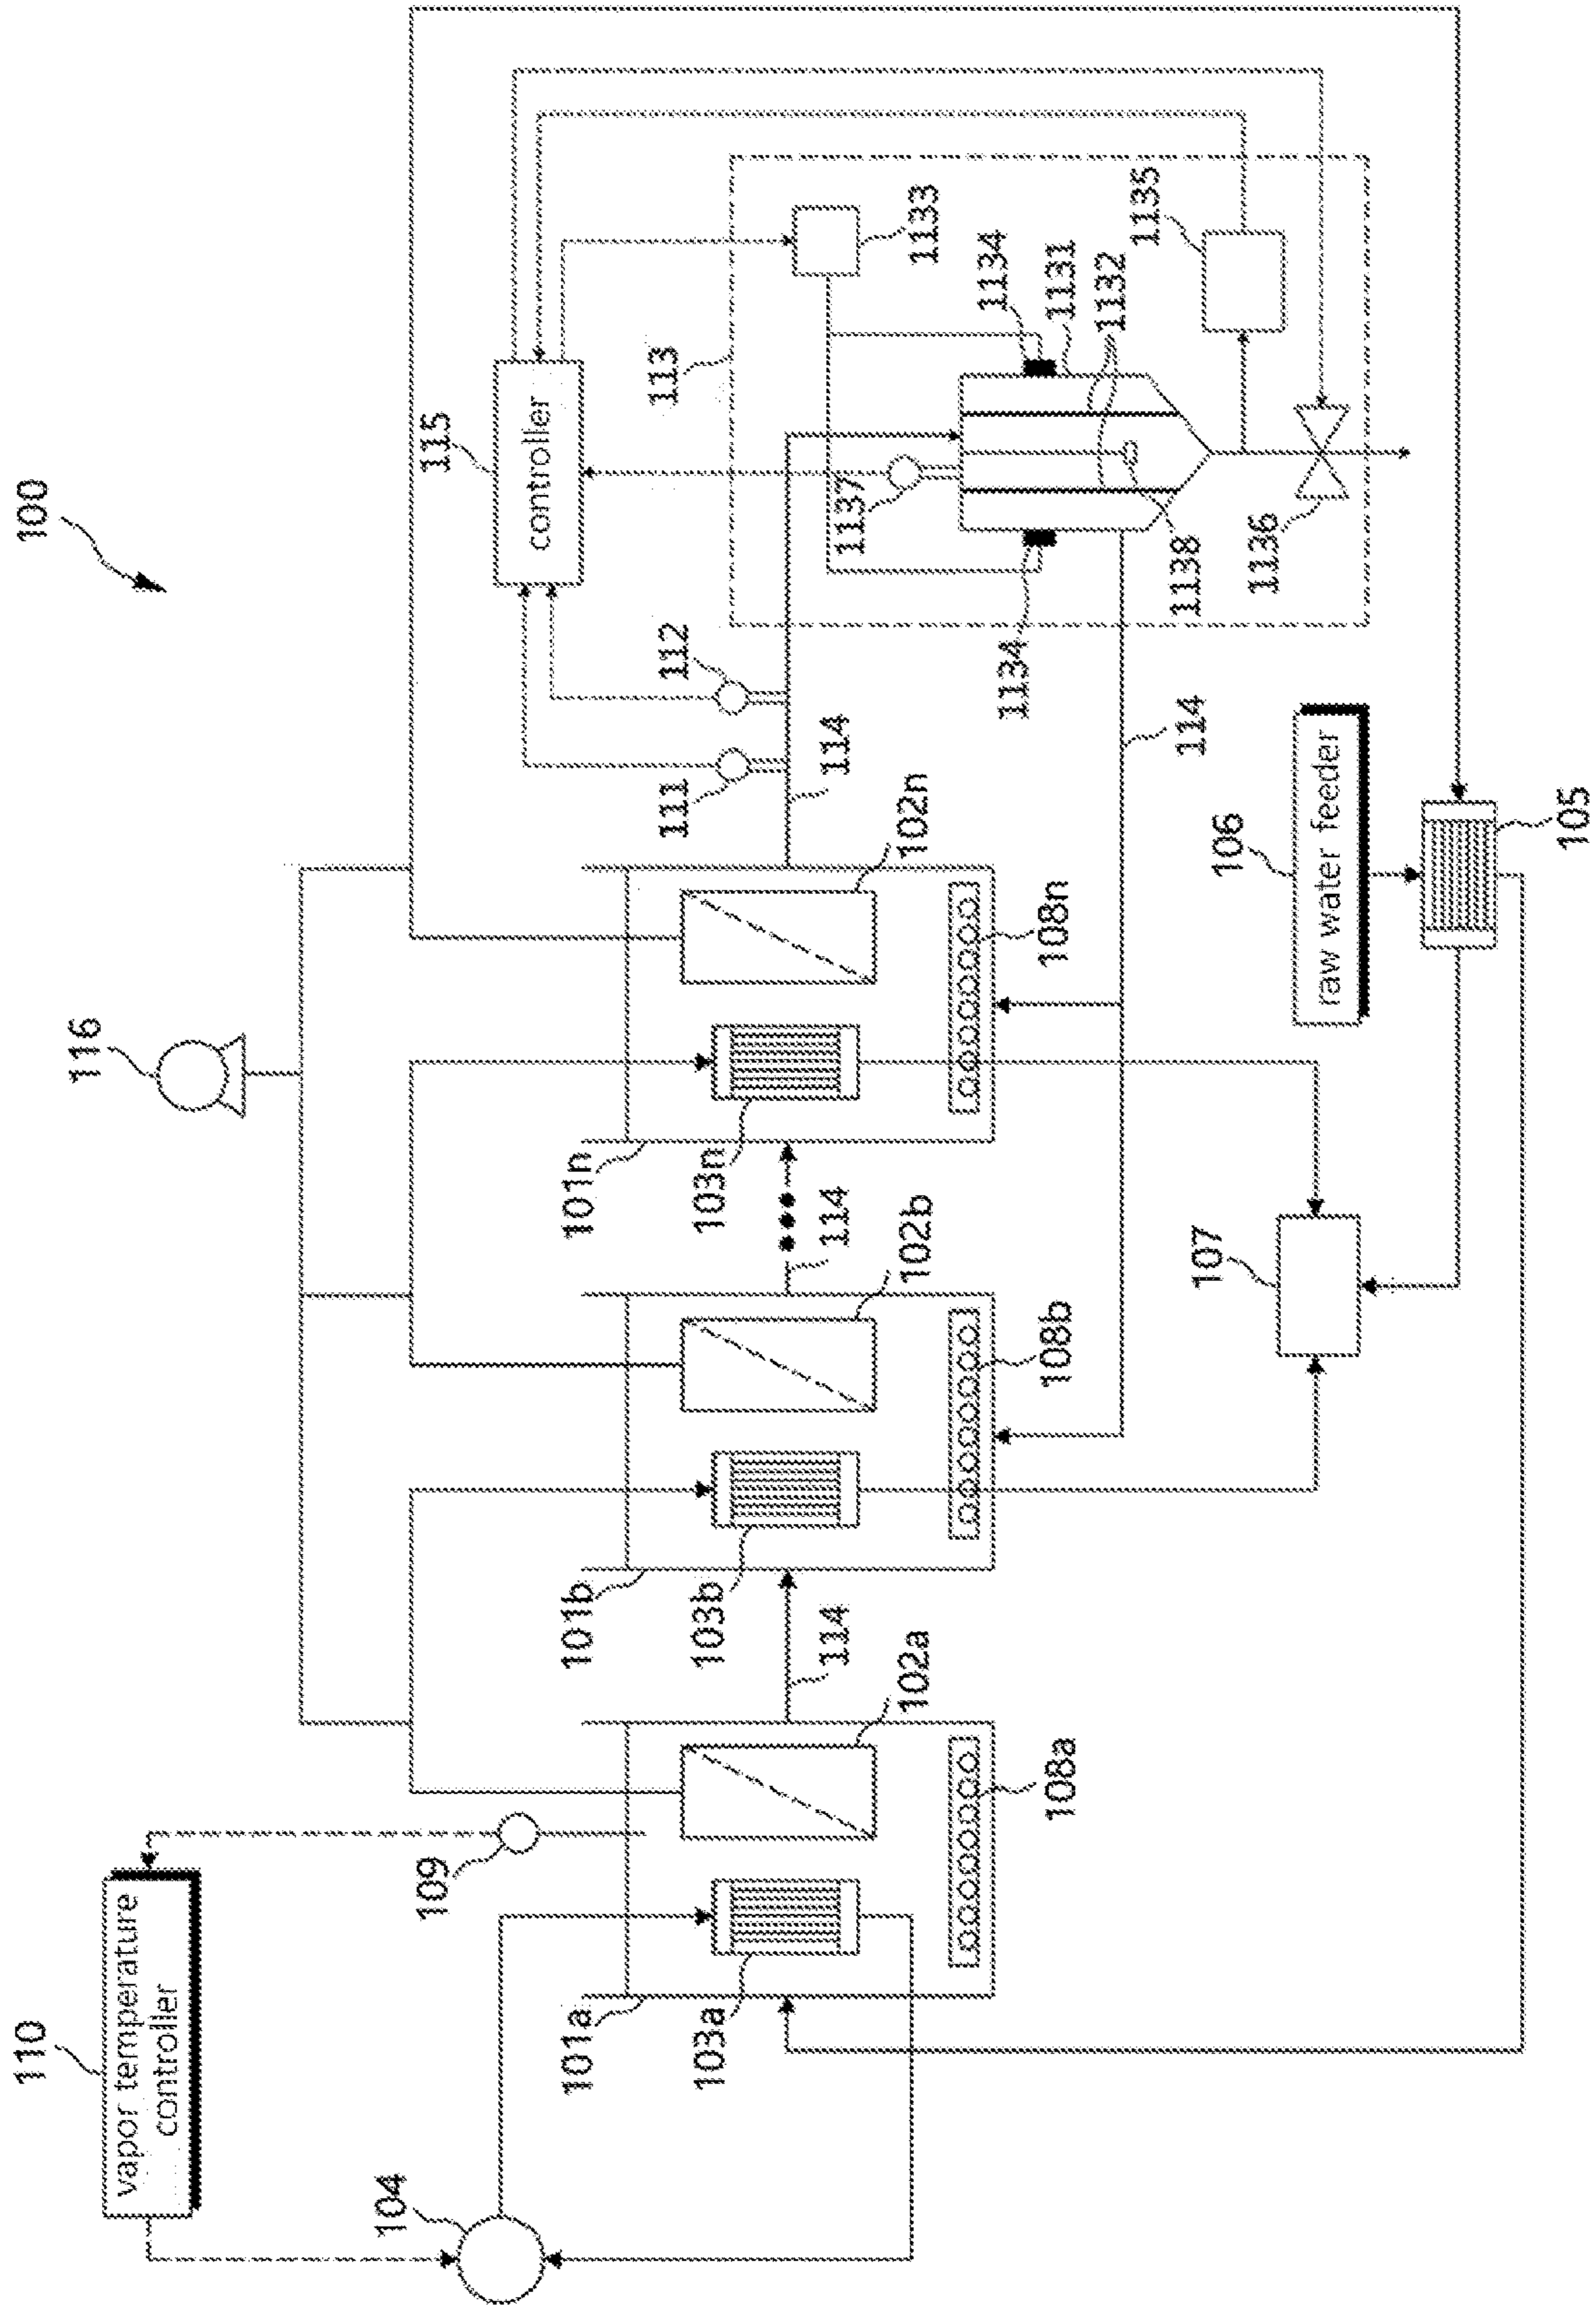 100
110
116
vapor temperature
controller
104
109
115
controller
101a
101b
101n
111
112
113
103a
103b
103n
114
114
114
1137
102a
102b
102n
1133
1134
1134
1131
108a
108b
108n
1132
1135
1138
114
107
106
1136
raw water feeder
105